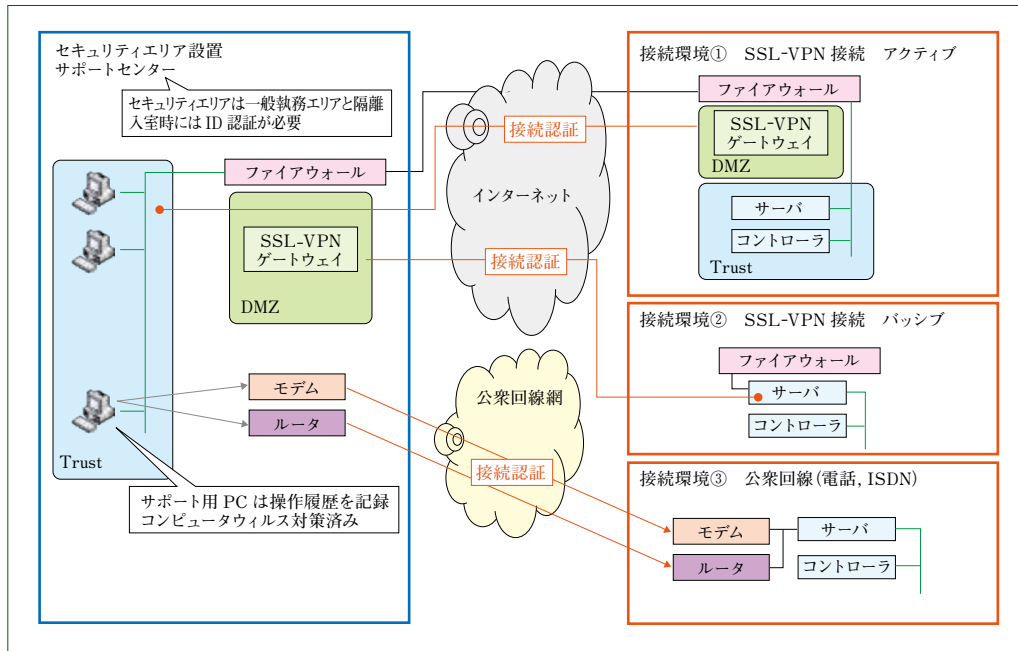 セキュリティエリア設置
サポートセンター
セキュリティエリアは一般執務エリアと隔離
入室時には ID 認証が必要
ファイアウォール
SSL-VPN
ゲートウェイ
DMZ
Trust
モデム
ルータ
サポート用 PC は操作履歴を記録
コンピュータウィルス対策済み
接続認証
インターネット
接続認証
公衆回線網
接続認証
接続環境① SSL-VPN 接続 アクティブ
ファイアウォール
SSL-VPN
ゲートウェイ
DMZ
サーバ
コントローラ
Trust
接続環境② SSL-VPN 接続 パッシブ
ファイアウォール
サーバ
コントローラ
接続環境③ 公衆回線(電話, ISDN)
モデム
サーバ
ルータ
コントローラ